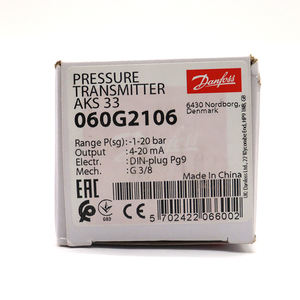 PRESSURE
TRANSMITTER
AKS 33
060G2106
Danfoss
6430 Nordborg,
Denmark
Range P(sg):-1-20 bar
Output : 4-20 mA
Electr. : DIN-plug Pg9
Mech. : G 3/8
EAC
Made in China
5 702422 066002